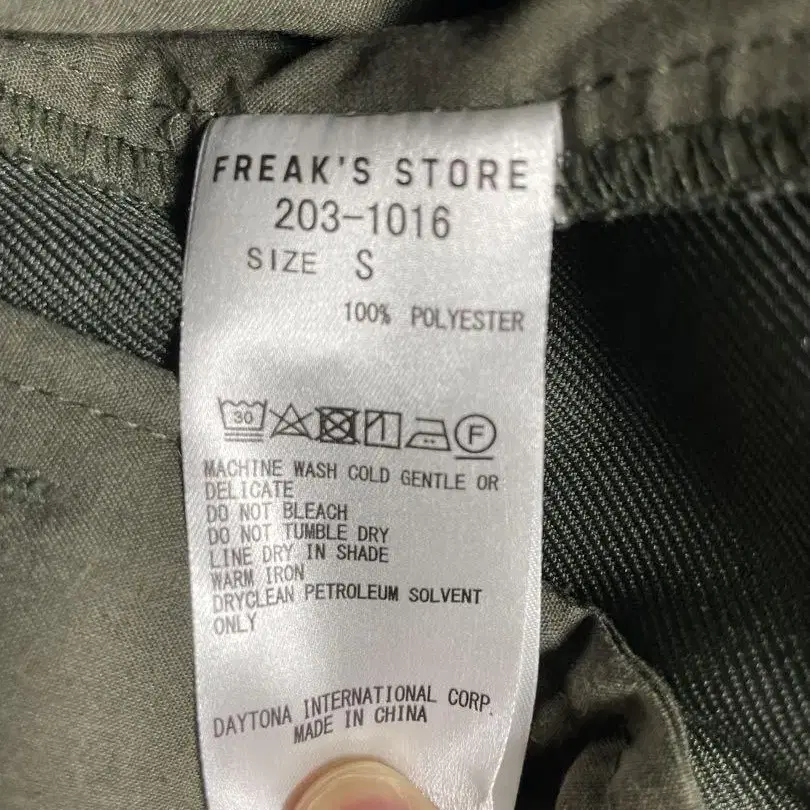 FREAK'S STORE
203-1016
SIZE S
100% POLYESTER
30 F
MACHINE WASH COLD GENTLE OR
DELICATE
DO NOT BLEACH
DO NOT TUMBLE DRY
LINE DRY IN SHADE
WARM IRON
DRYCLEAN PETROLEUM SOLVENT
ONLY
DAYTONA INTERNATIONAL CORP.
MADE IN CHINA